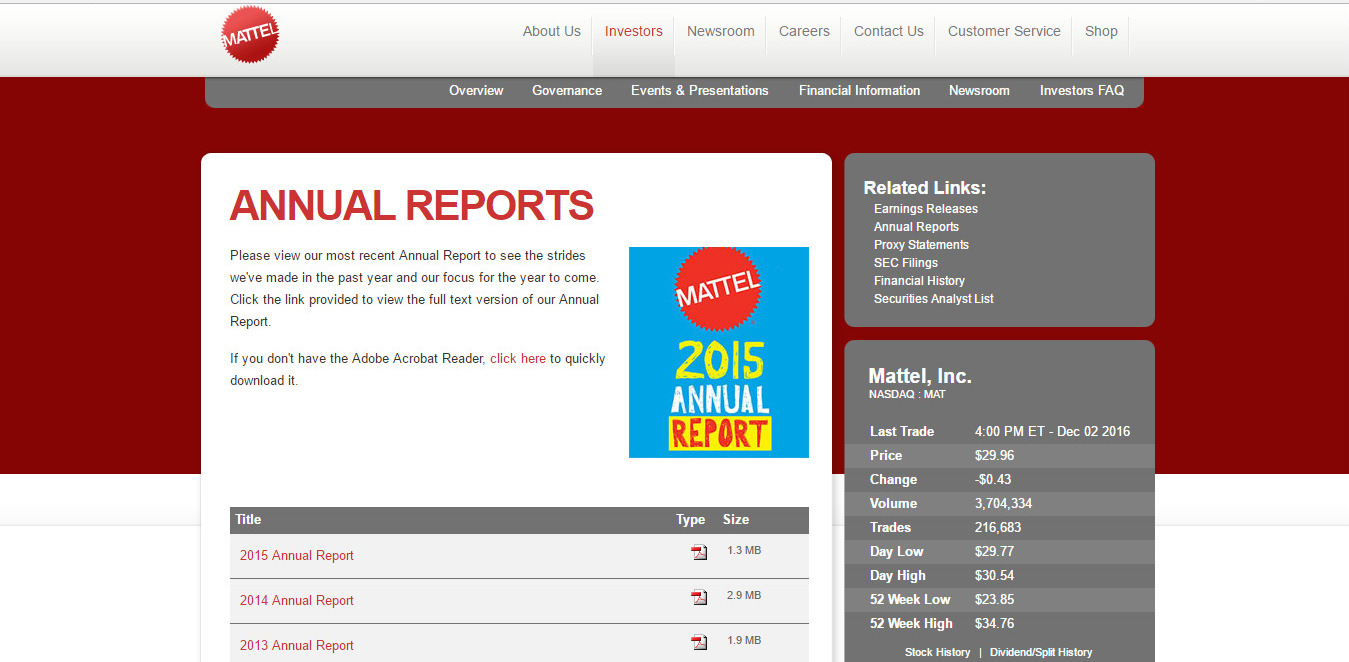 MATTEL
About Us
Investors
Newsroom
Careers
Contact Us
Customer Service
Shop
Overview
Governance
Events & Presentations
Financial Information
Newsroom
Investors FAQ
ANNUAL REPORTS
Please view our most recent Annual Report to see the strides
we've made in the past year and our focus for the year to come.
Click the link provided to view the full text version of our Annual
Report.
If you don't have the Adobe Acrobat Reader, click here to quickly
download it.
MATTEL
2015
ANNUAL
REPORT
Title Type Size
2015 Annual Report 1.3 MB
2014 Annual Report 2.9 MB
2013 Annual Report 1.9 MB
Related Links:
Earnings Releases
Annual Reports
Proxy Statements
SEC Filings
Financial History
Securities Analyst List
Mattel, Inc.
NASDAQ : MAT
Last Trade 4:00 PM ET - Dec 02 2016
Price $29.96
Change -$0.43
Volume 3,704,334
Trades 216,683
Day Low $29.77
Day High $30.54
52 Week Low $23.85
52 Week High $34.76
Stock History | Dividend/Split History